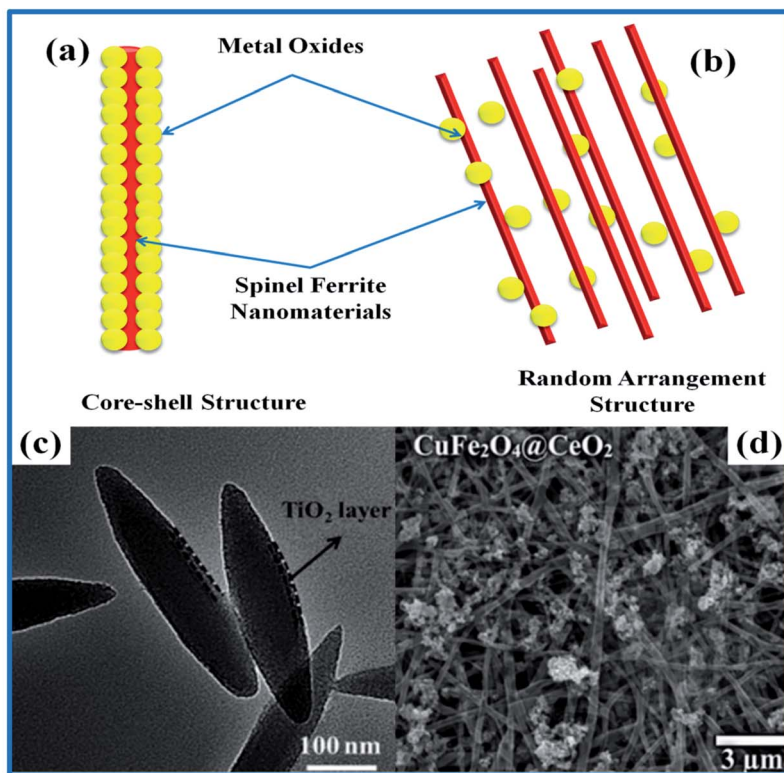 (a)
Metal Oxides
(b)
Spinel Ferrite
Nanomaterials
Core-shell Structure
Random Arrangement
Structure
(c)
TiO₂ layer
100 nm
CuFe₂O₄@CeO₂
(d)
3 μm